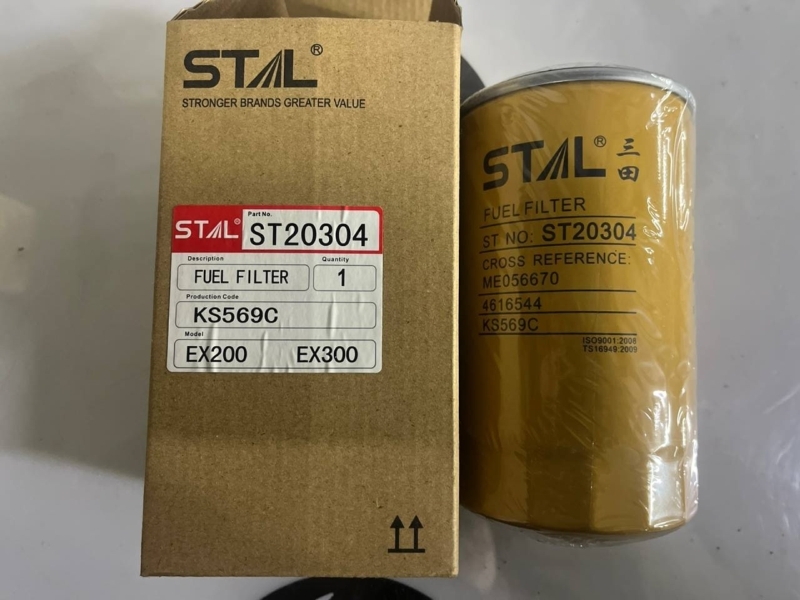 STAL®
STRONGER BRANDS GREATER VALUE
STAL®
Part No.
ST20304
Description
Quantity
FUEL FILTER
1
Production Code
KS569C
Model
EX200 EX300
STAL® 三田
FUEL FILTER
ST NO: ST20304
CROSS REFERENCE:
ME056670
4616544
KS569C
ISO9001:2008
TS16949:2009